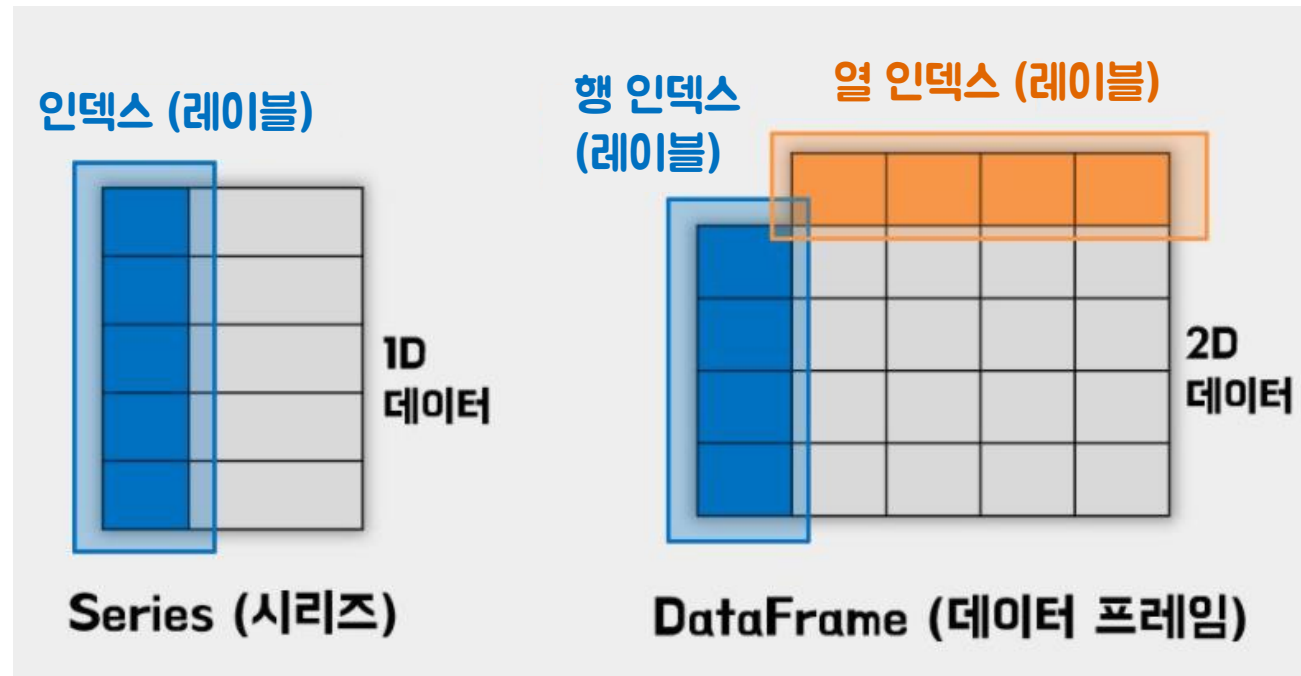 인덱스 (레이블)
1D
데이터
Series (시리즈)
행 인덱스
(레이블)
열 인덱스 (레이블)
2D
데이터
DataFrame (데이터 프레임)